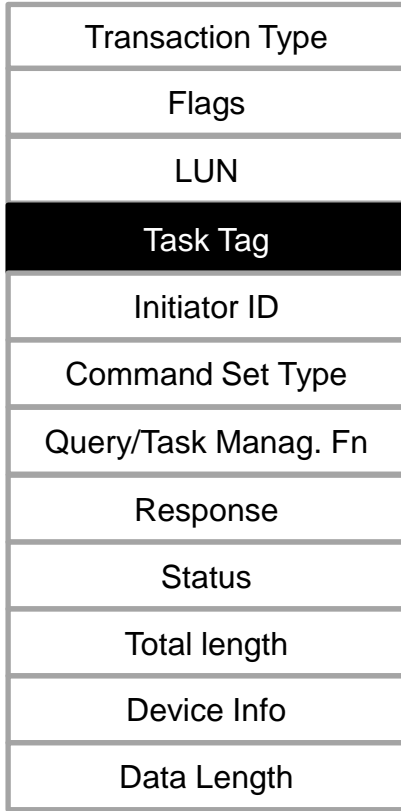 Transaction Type
Flags
LUN
Task Tag
Initiator ID
Command Set Type
Query/Task Manag. Fn
Response
Status
Total length
Device Info
Data Length